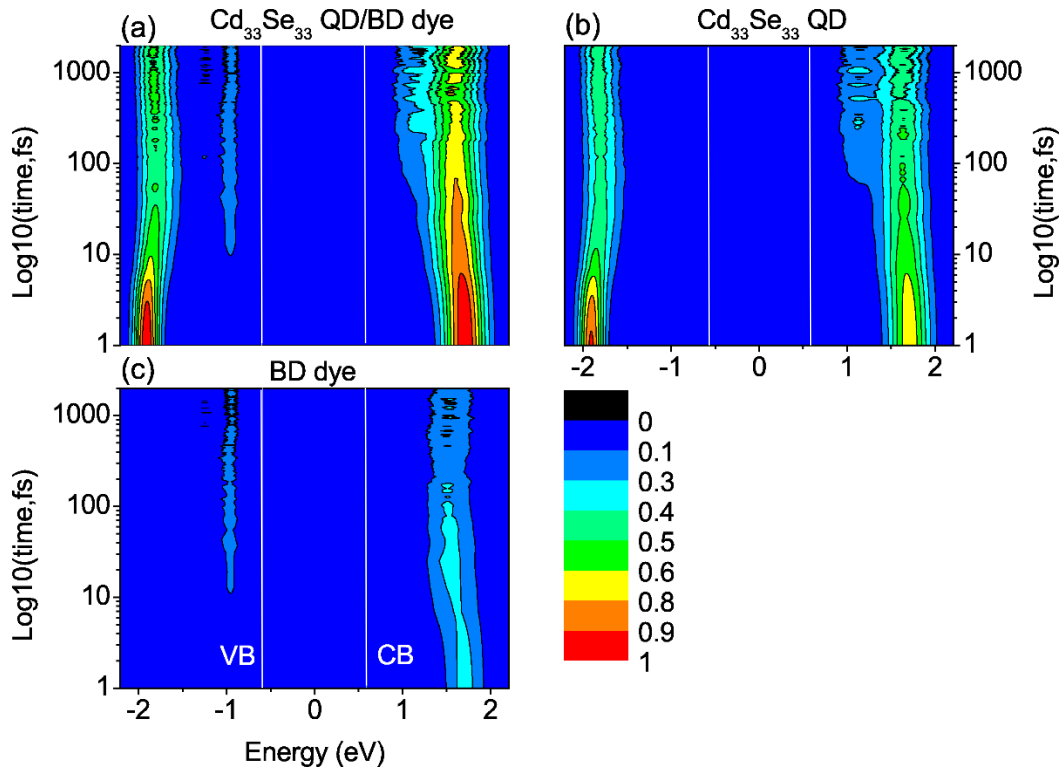 (a) Cd₃₃Se₃₃ QD/BD dye
(b) Cd₃₃Se₃₃ QD
Log10(time,fs)
1000
100
10
1
1000
100
10
1
Log10(time,fs)
-2 -1 0 1 2
(c) BD dye
Log10(time,fs)
1000
100
10
1
VB CB
-2 -1 0 1 2
Energy (eV)
0
0.1
0.3
0.4
0.5
0.6
0.8
0.9
1